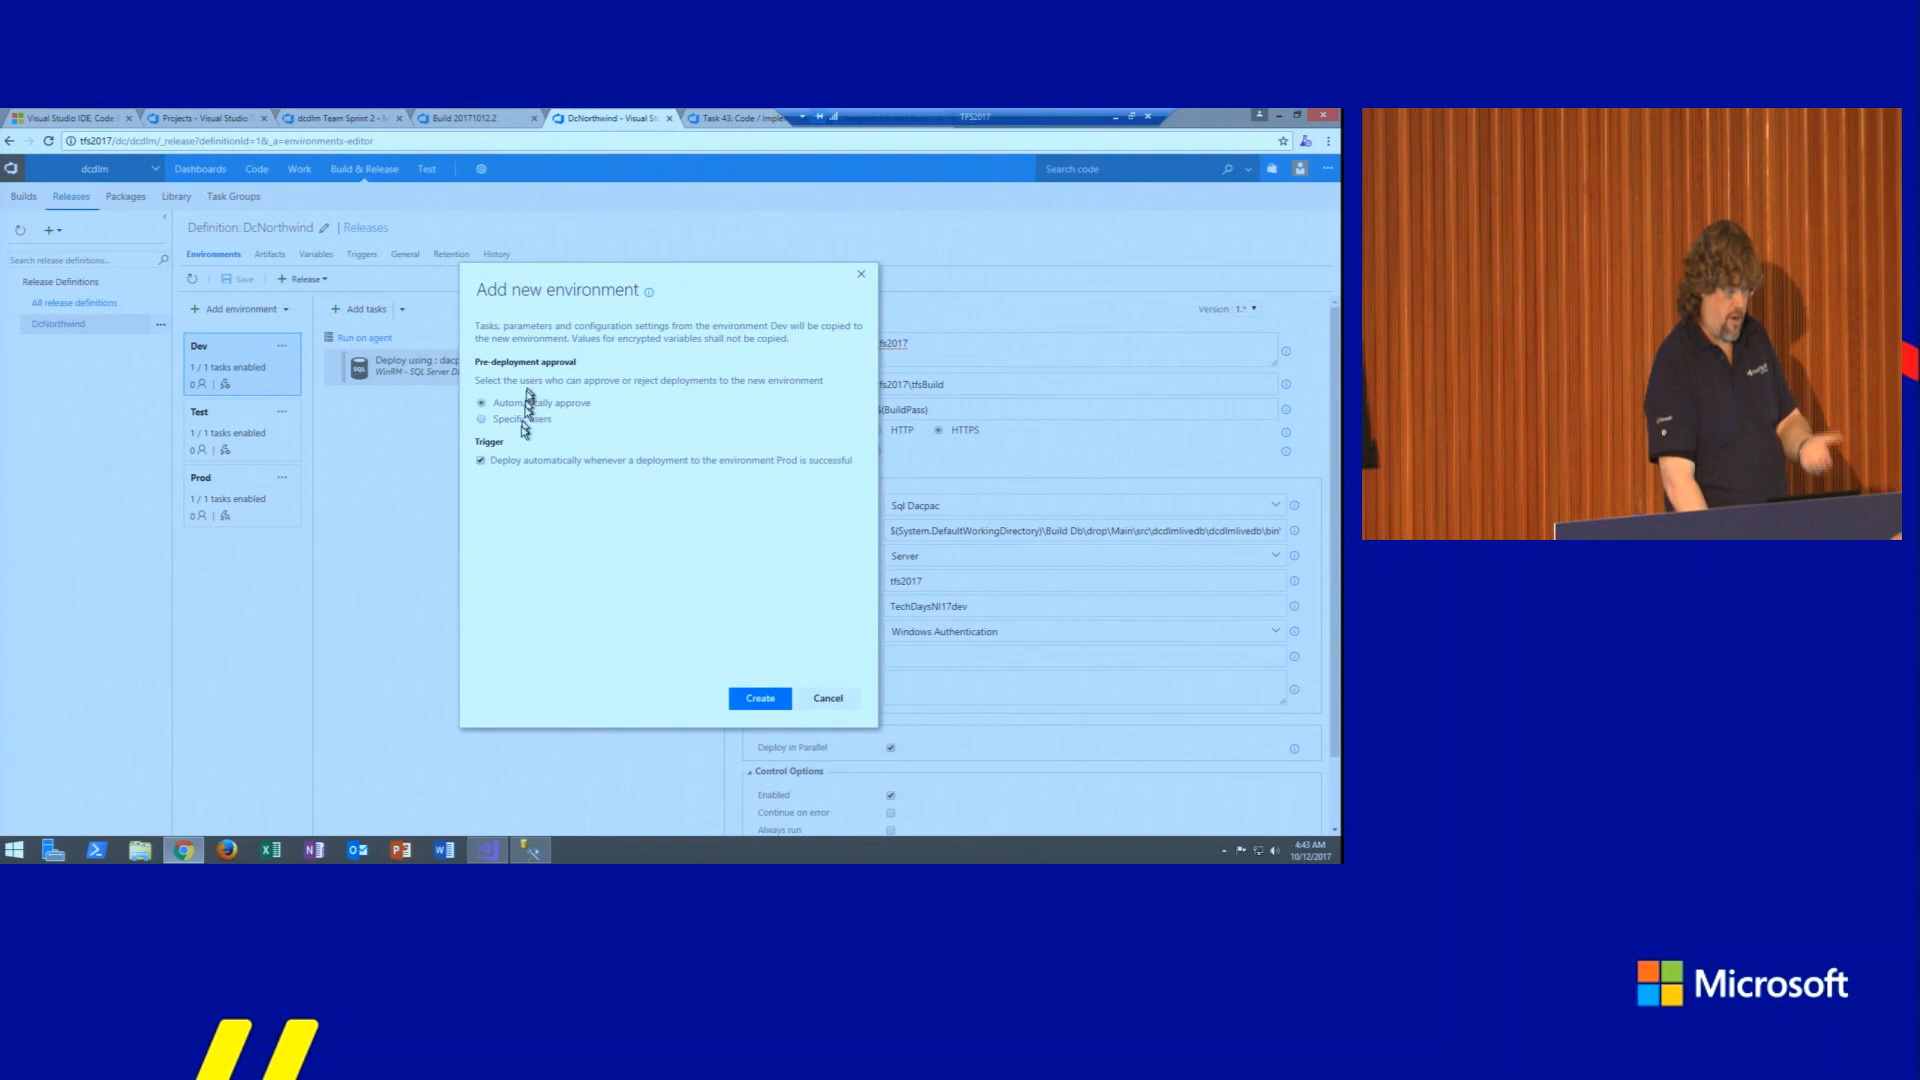 Visual Studio IDE, Code
Projects - Visual Studio T
dcdlm Team Sprint 2 -
Build 20171012.2
DcNorthwind - Visual St
Task 43: Code / Imple
TFS2017
tfs2017/dc/dcdlm/_release?definitionId=1&_a=environments-editor
dcdlm
Dashboards
Code
Work
Build & Release
Test
Search code
Builds
Releases
Packages
Library
Task Groups
Definition: DcNorthwind | Releases
Search release definitions...
Environments
Artifacts
Variables
Triggers
General
Retention
History
Release Definitions
All release definitions
DcNorthwind
Save
Release
Add environment
Add tasks
Version 1.*
Dev
1 / 1 tasks enabled
0
Test
1 / 1 tasks enabled
0
Prod
1 / 1 tasks enabled
0
Run on agent
Deploy using : dacp
WinRM - SQL Server D
Add new environment
Tasks, parameters and configuration settings from the environment Dev will be copied to
the new environment. Values for encrypted variables shall not be copied.
Pre-deployment approval
Select the users who can approve or reject deployments to the new environment
Automatically approve
Specific users
Trigger
Deploy automatically whenever a deployment to the environment Prod is successful
Create
Cancel
fs2017
fs2017\tfsBuild
$(BuildPass)
HTTP
HTTPS
Sql Dacpac
$(System.DefaultWorkingDirectory)\Build Db\drop\Main\src\dcdlmlivedb\dcdlmlivedb\bin\
Server
tfs2017
TechDaysNl17dev
Windows Authentication
Deploy in Parallel
Control Options
Enabled
Continue on error
Always run
4:43 AM
10/12/2017
Microsoft